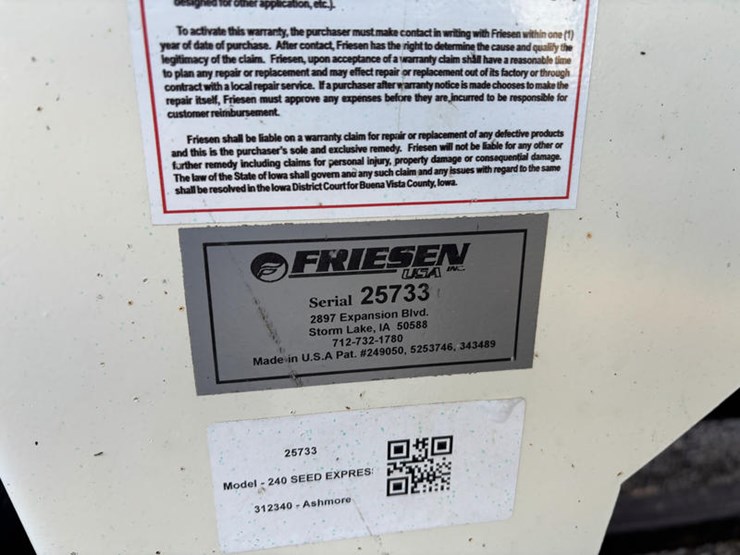 designed for other application, etc.).
To activate this warranty, the purchaser must make contact in writing with Friesen within one (1)
year of date of purchase. After contact, Friesen has the right to determine the cause and qualify the
legitimacy of the claim. Friesen, upon acceptance of a warranty claim shall have a reasonable time
to plan any repair or replacement and may effect repair or replacement out of its factory or through
contract with a local repair service. If a purchaser after warranty notice is made chooses to make the
repair itself, Friesen must approve any expenses before they are incurred to be responsible for
customer reimbursement.
Friesen shall be liable on a warranty claim for repair or replacement of any defective products
and this is the purchaser's sole and exclusive remedy. Friesen will not be liable for any other or
further remedy including claims for personal injury, property damage or consequential damage.
The law of the State of Iowa shall govern and any such claim and any issues with regard to the same
shall be resolved in the Iowa District Court for Buena Vista County, Iowa.
FRIESEN
USA INC.
Serial 25733
2897 Expansion Blvd.
Storm Lake, IA 50588
712-732-1780
Made in U.S.A Pat. #249050, 5253746, 343489
25733
Model - 240 SEED EXPRES
312340 - Ashmore